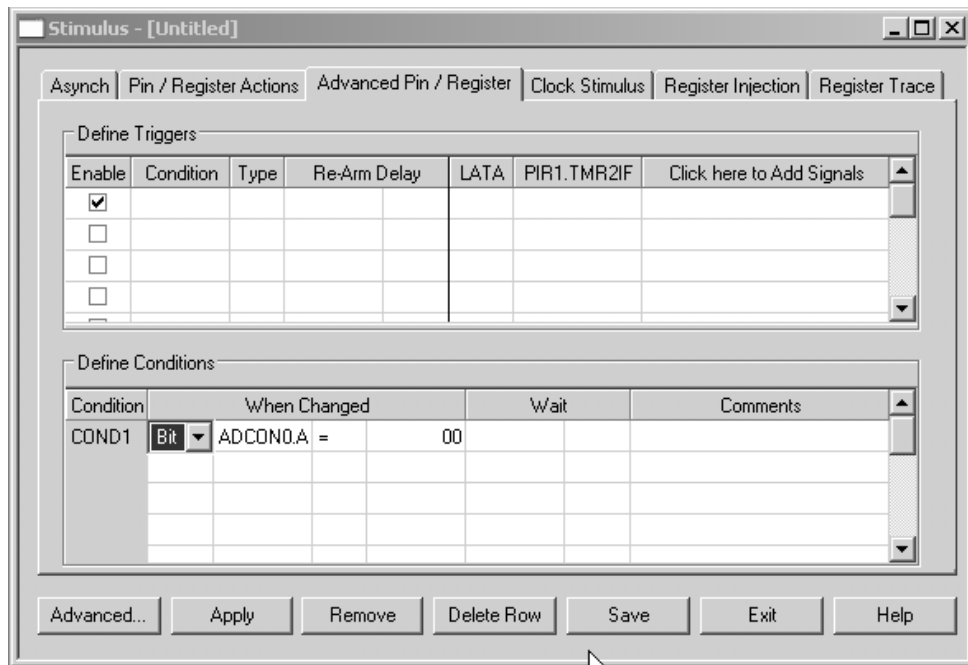 Stimulus - [Untitled]
Asynch Pin / Register Actions Advanced Pin / Register Clock Stimulus Register Injection Register Trace
Define Triggers
Enable Condition Type Re-Arm Delay LATA PIR1.TMR2IF Click here to Add Signals
Define Conditions
Condition When Changed Wait Comments
COND1 Bit ADCON0.A = 00
Advanced... Apply Remove Delete Row Save Exit Help